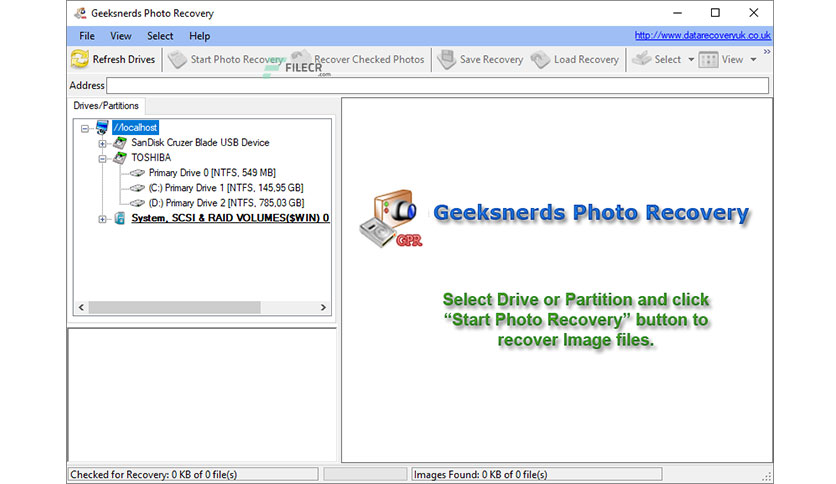 Geeksnerds Photo Recovery
File View Select Help
http://www.datarecoveryuk.co.uk
Refresh Drives Start Photo Recovery Recover Checked Photos Save Recovery Load Recovery Select View
FILECR
.com
Address
Drives/Partitions
//localhost
SanDisk Cruzer Blade USB Device
TOSHIBA
Primary Drive 0 [NTFS, 549 MB]
(C:) Primary Drive 1 [NTFS, 145,95 GB]
(D:) Primary Drive 2 [NTFS, 785,03 GB]
System, SCSI & RAID VOLUMES($WIN) 0
GPR
Geeksnerds Photo Recovery
Select Drive or Partition and click
“Start Photo Recovery” button to
recover Image files.
Checked for Recovery: 0 KB of 0 file(s)
Images Found: 0 KB of 0 file(s)